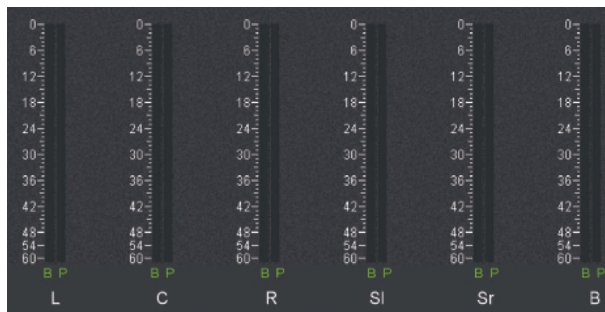 0 0 0 0 0 0
6 6 6 6 6 6
12 12 12 12 12 12
18 18 18 18 18 18
24 24 24 24 24 24
30 30 30 30 30 30
36 36 36 36 36 36
42 42 42 42 42 42
48 48 48 48 48 48
54 54 54 54 54 54
60 60 60 60 60 60
B P B P B P B P B P B P
L C R Sl Sr B